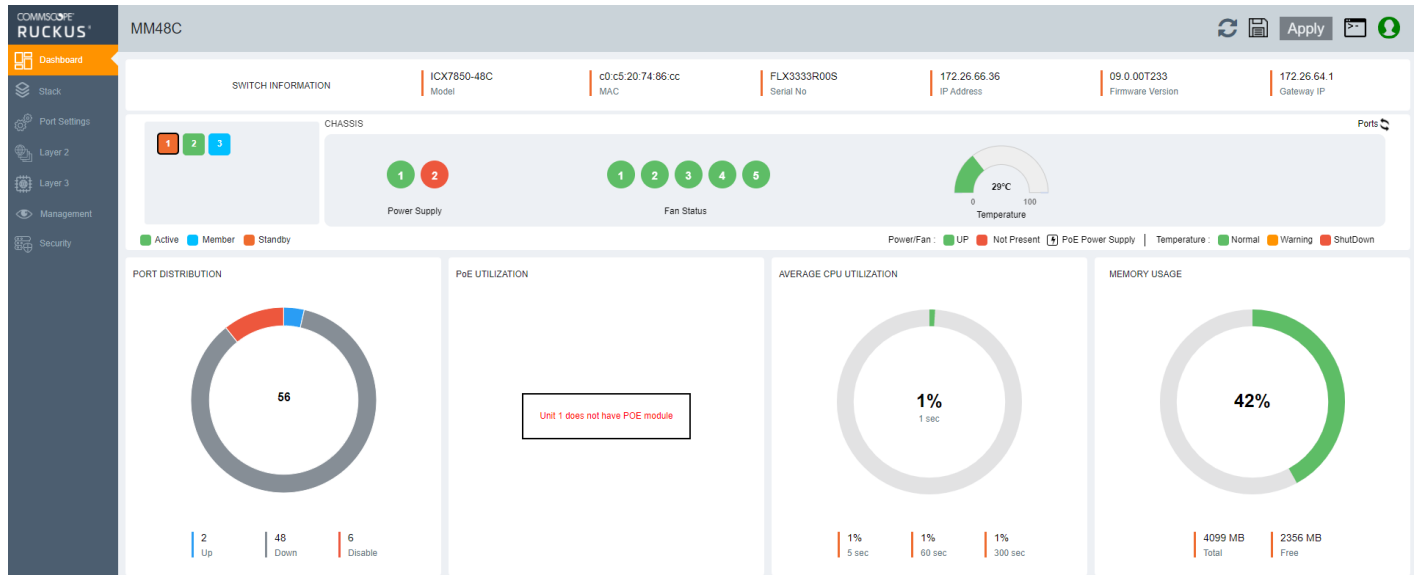 COMMSCOPE
RUCKUS
MM48C
Apply
Dashboard
Stack
Port Settings
Layer 2
Layer 3
Management
Security
SWITCH INFORMATION
ICX7850-48C
Model
c0:c5:20:74:86:cc
MAC
FLX3333R00S
Serial No
172.26.66.36
IP Address
09.0.00T233
Firmware Version
172.26.64.1
Gateway IP
1 2 3
CHASSIS
Ports
1 2
Power Supply
1 2 3 4 5
Fan Status
29°C
0 100
Temperature
Active Member Standby
Power/Fan : UP Not Present PoE Power Supply | Temperature : Normal Warning ShutDown
PORT DISTRIBUTION
56
2
Up
48
Down
6
Disable
PoE UTILIZATION
Unit 1 does not have POE module
AVERAGE CPU UTILIZATION
1%
1 sec
1%
5 sec
1%
60 sec
1%
300 sec
MEMORY USAGE
42%
4099 MB
Total
2356 MB
Free